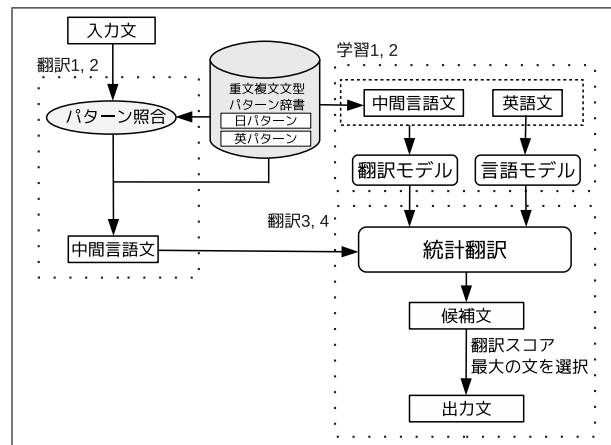 入力文
翻訳1, 2
パターン照合
重文複文文型
パターン辞書
日パターン
英パターン
中間言語文
学習1, 2
中間言語文
英語文
翻訳モデル
言語モデル
翻訳3, 4
統計翻訳
候補文
翻訳スコア
最大の文を選択
出力文